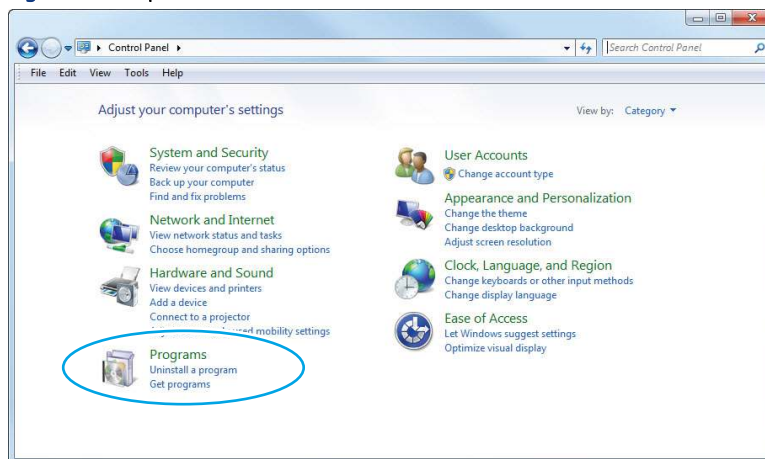 Control Panel
Search Control Panel
File Edit View Tools Help
Adjust your computer's settings
View by: Category
System and Security
Review your computer's status
Back up your computer
Find and fix problems
Network and Internet
View network status and tasks
Choose homegroup and sharing options
Hardware and Sound
View devices and printers
Add a device
Connect to a projector
mobility settings
Programs
Uninstall a program
Get programs
User Accounts
Change account type
Appearance and Personalization
Change the theme
Change desktop background
Adjust screen resolution
Clock, Language, and Region
Change keyboards or other input methods
Change display language
Ease of Access
Let Windows suggest settings
Optimize visual display